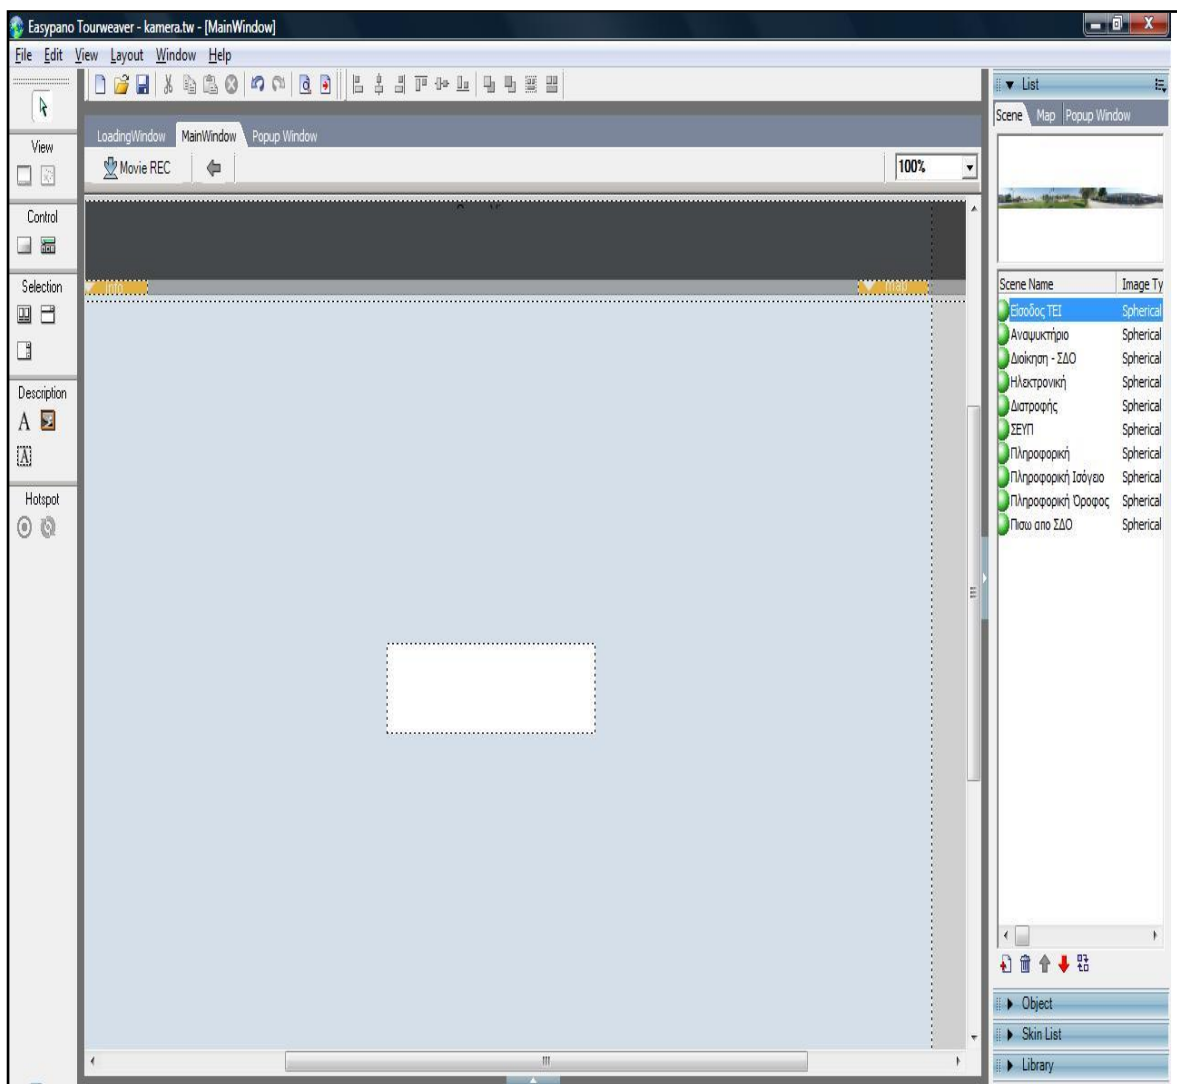 Easypano Tourweaver - kamera.tw - [MainWindow]
File Edit View Layout Window Help
List
Scene Map Popup Window
View
LoadingWindow MainWindow Popup Window
Movie REC
100%
Control
Selection
info
map
Description
A
A
Hotspot
Scene Name Image Ty
Είσοδος ΤΕΙ Spherical
Αναψυκτήριο Spherical
Διοίκηση - ΣΔΟ Spherical
Ηλεκτρονική Spherical
Διατροφής Spherical
ΣΕΥΠ Spherical
Πληροφορική Spherical
Πληροφορική Ισόγειο Spherical
Πληροφορική Όροφος Spherical
Πισω απο ΣΔΟ Spherical
Object
Skin List
Library